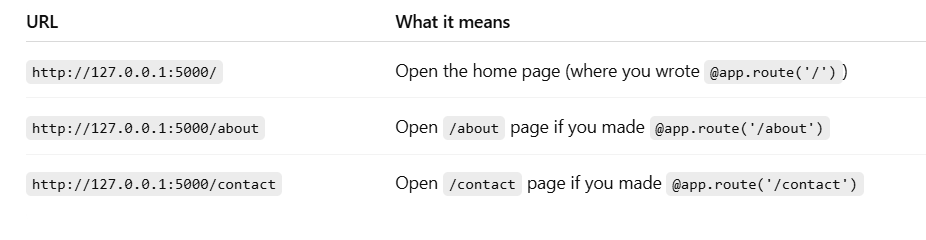 URL What it means
http://127.0.0.1:5000/ Open the home page (where you wrote @app.route('/'))
http://127.0.0.1:5000/about Open /about page if you made @app.route('/about')
http://127.0.0.1:5000/contact Open /contact page if you made @app.route('/contact')